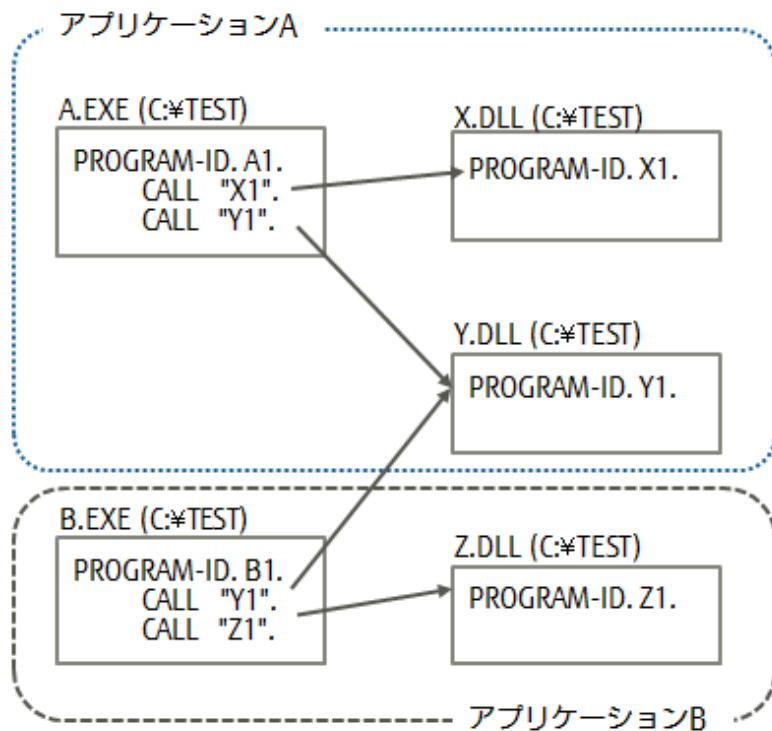 アプリケーションA
A.EXE (C:¥TEST)
PROGRAM-ID. A1.
CALL "X1".
CALL "Y1".
X.DLL (C:¥TEST)
PROGRAM-ID. X1.
Y.DLL (C:¥TEST)
PROGRAM-ID. Y1.
B.EXE (C:¥TEST)
PROGRAM-ID. B1.
CALL "Y1".
CALL "Z1".
Z.DLL (C:¥TEST)
PROGRAM-ID. Z1.
アプリケーションB